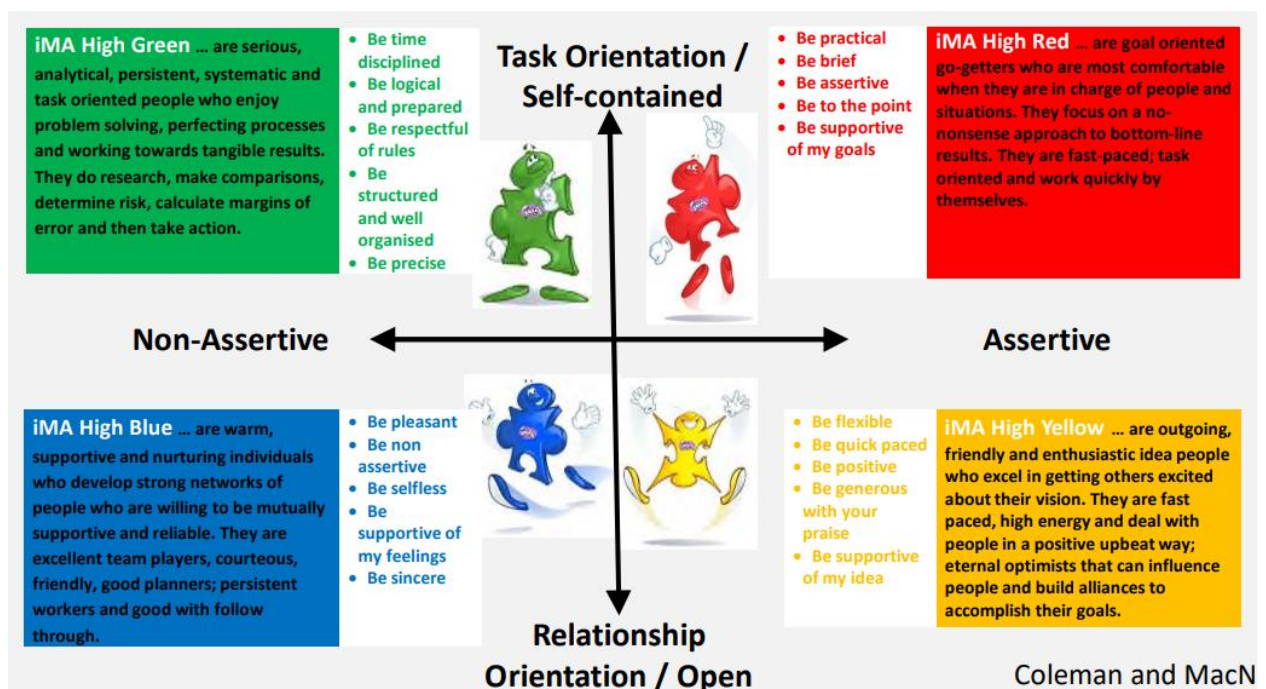 iMA High Green ... are serious,
analytical, persistent, systematic and
task oriented people who enjoy
problem solving, perfecting processes
and working towards tangible results.
They do research, make comparisons,
determine risk, calculate margins of
error and then take action.
• Be time
disciplined
• Be logical
and prepared
• Be respectful
of rules
• Be
structured
and well
organised
• Be precise
Task Orientation /
Self-contained
• Be practical
• Be brief
• Be assertive
• Be to the point
• Be supportive
of my goals
iMA High Red ... are goal oriented
go-getters who are most comfortable
when they are in charge of people and
situations. They focus on a no-
nonsense approach to bottom-line
results. They are fast-paced; task
oriented and work quickly by
themselves.
Non-Assertive
Assertive
iMA High Blue ... are warm,
supportive and nurturing individuals
who develop strong networks of
people who are willing to be mutually
supportive and reliable. They are
excellent team players, courteous,
friendly, good planners; persistent
workers and good with follow
through.
• Be pleasant
• Be non
assertive
• Be selfless
• Be
supportive of
my feelings
• Be sincere
• Be flexible
• Be quick paced
• Be positive
• Be generous
with your
praise
• Be supportive
of my idea
iMA High Yellow ... are outgoing,
friendly and enthusiastic idea people
who excel in getting others excited
about their vision. They are fast
paced, high energy and deal with
people in a positive upbeat way;
eternal optimists that can influence
people and build alliances to
accomplish their goals.
Relationship
Orientation / Open
Coleman and MacN